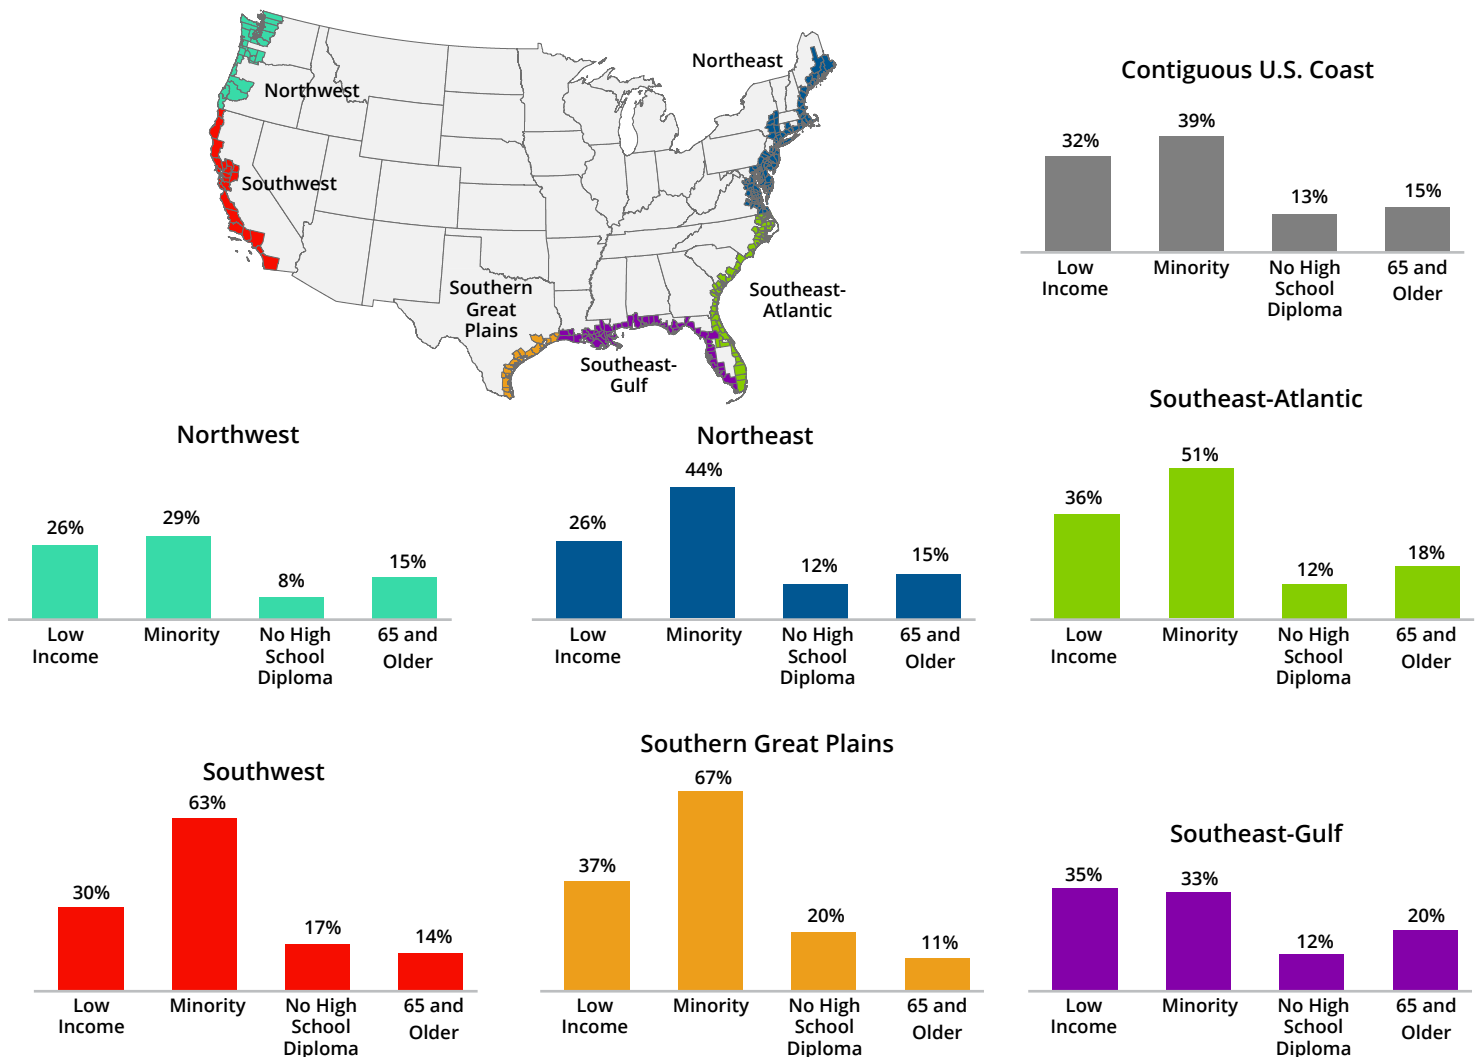 Northeast
Northwest
Southwest
Southern
Great
Plains
Southeast-
Atlantic
Southeast-
Gulf
Contiguous U.S. Coast
32%
39%
13%
15%
Low
Income
Minority
No High
School
Diploma
65 and
Older
Northwest
26%
29%
8%
15%
Low
Income
Minority
No High
School
Diploma
65 and
Older
Northeast
26%
44%
12%
15%
Low
Income
Minority
No High
School
Diploma
65 and
Older
Southeast-Atlantic
36%
51%
12%
18%
Low
Income
Minority
No High
School
Diploma
65 and
Older
Southwest
30%
63%
17%
14%
Low
Income
Minority
No High
School
Diploma
65 and
Older
Southern Great Plains
37%
67%
20%
11%
Low
Income
Minority
No High
School
Diploma
65 and
Older
Southeast-Gulf
35%
33%
12%
20%
Low
Income
Minority
No High
School
Diploma
65 and
Older